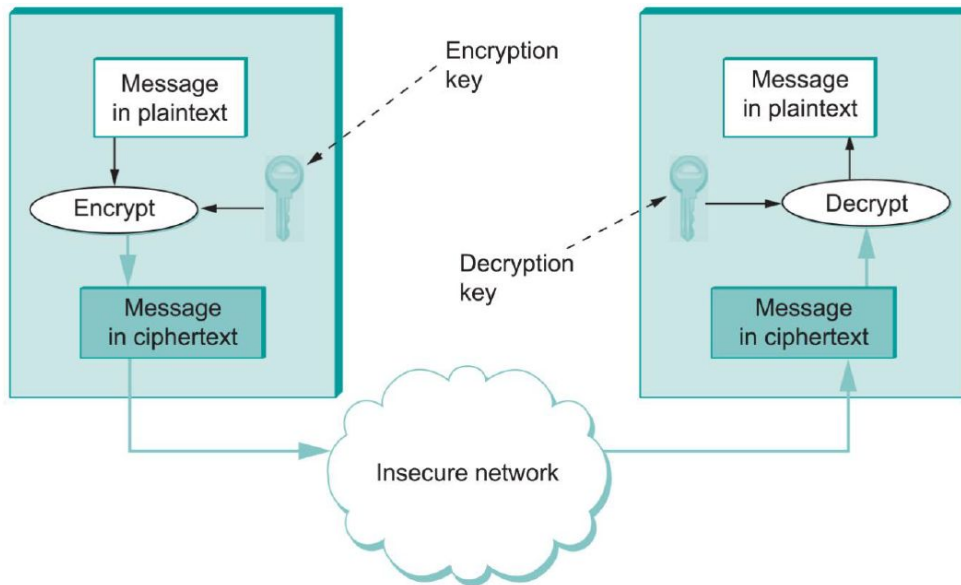 Message
in plaintext
Encrypt
Message
in ciphertext
Encryption
key
Decryption
key
Insecure network
Message
in plaintext
Decrypt
Message
in ciphertext